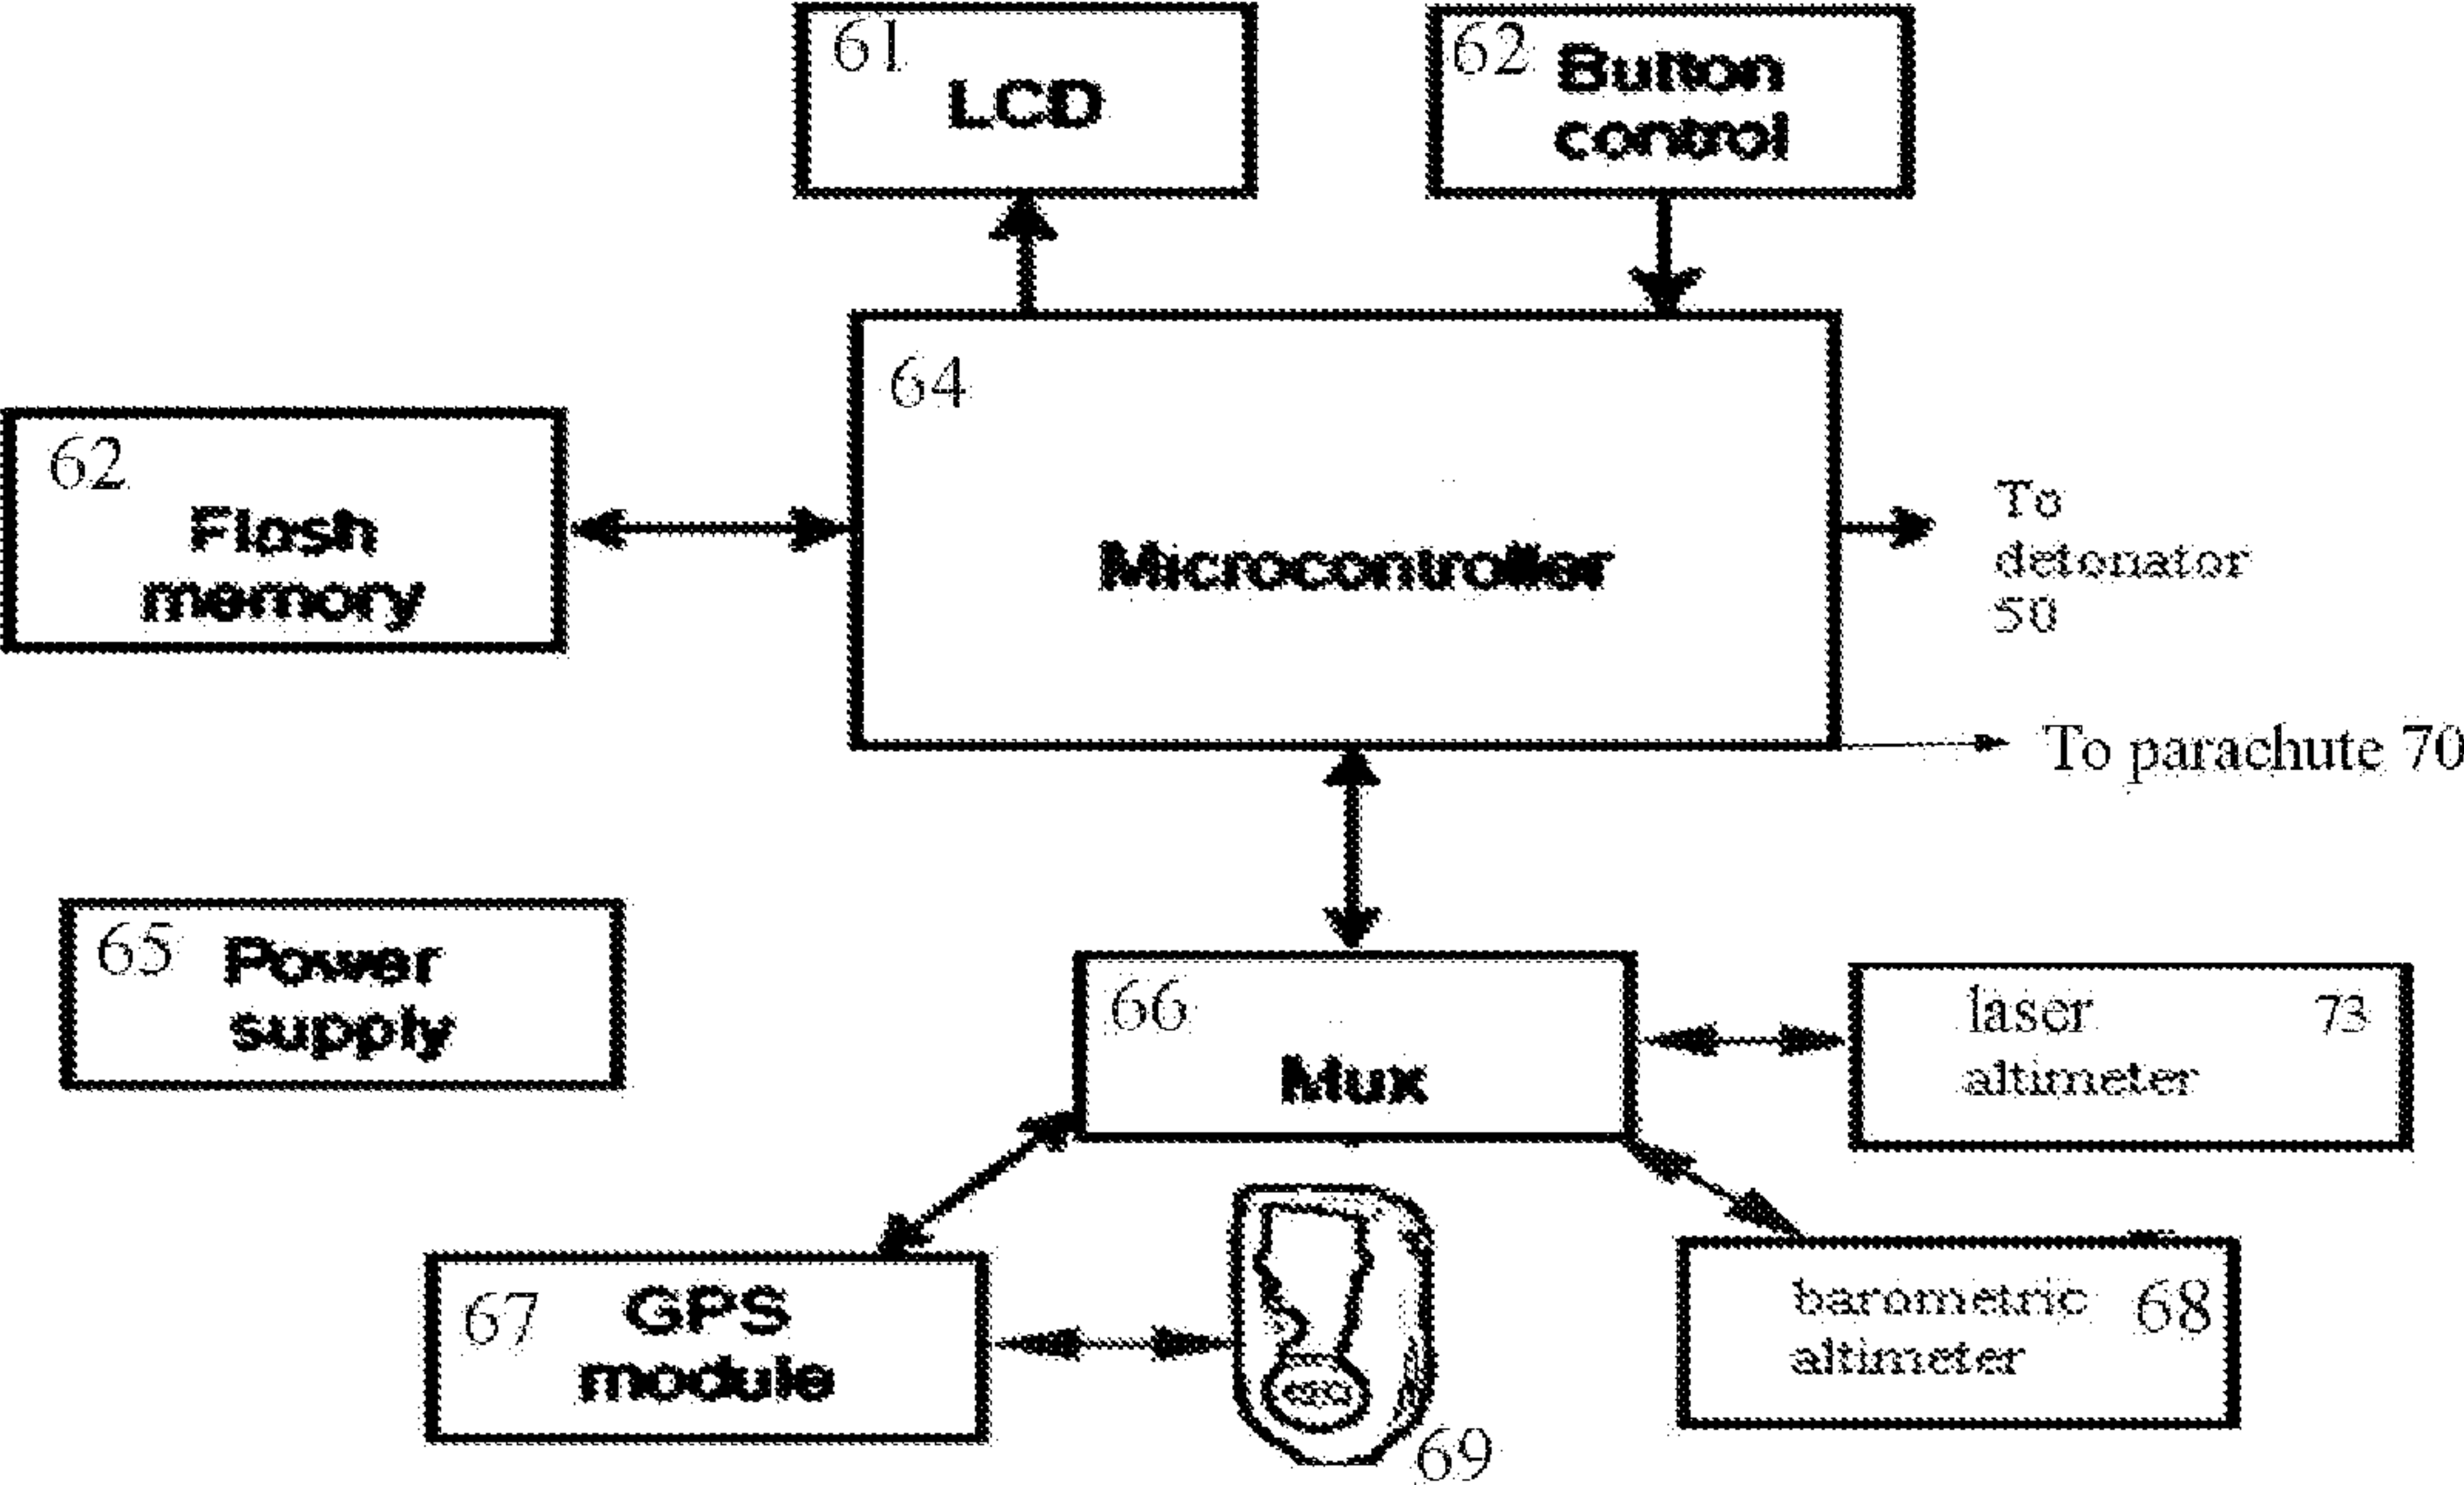 61
LCD
62
Button
control
64
Microcontroller
62
Flash
memory
To
detonator
50
To parachute 70
65
Power
supply
66
Mux
laser
altimeter
73
67
GPS
module
69
barometric
altimeter
68